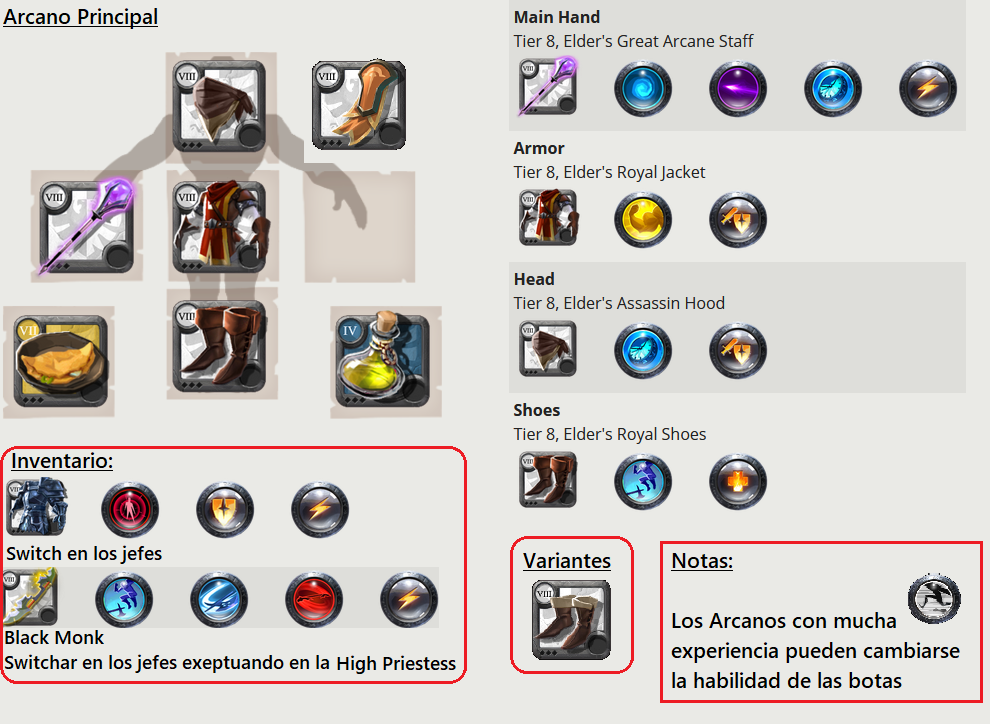 Arcano Principal
VIII
VIII
VIII
VIII
VIII
VII
IV
Main Hand
Tier 8, Elder's Great Arcane Staff
VIII
Armor
Tier 8, Elder's Royal Jacket
VIII
Head
Tier 8, Elder's Assassin Hood
VIII
Shoes
Tier 8, Elder's Royal Shoes
VIII
Inventario:
VIII
Switch en los jefes
VIII
Black Monk
Switchar en los jefes exeptuando en la High Priestess
Variantes
VIII
Notas:
Los Arcanos con mucha
experiencia pueden cambiarse
la habilidad de las botas